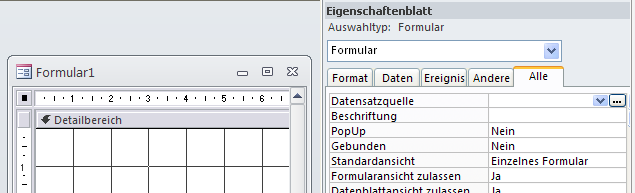 Eigenschaftenblatt
Auswahltyp: Formular
Formular
Format Daten Ereignis Andere Alle
Datensatzquelle
Beschriftung
PopUp Nein
Gebunden Nein
Standardansicht Einzelnes Formular
Formularansicht zulassen Ja
Datenblattansicht zulassen Ja
Formular1
1 2 3 4 5 6
Detailbereich
1